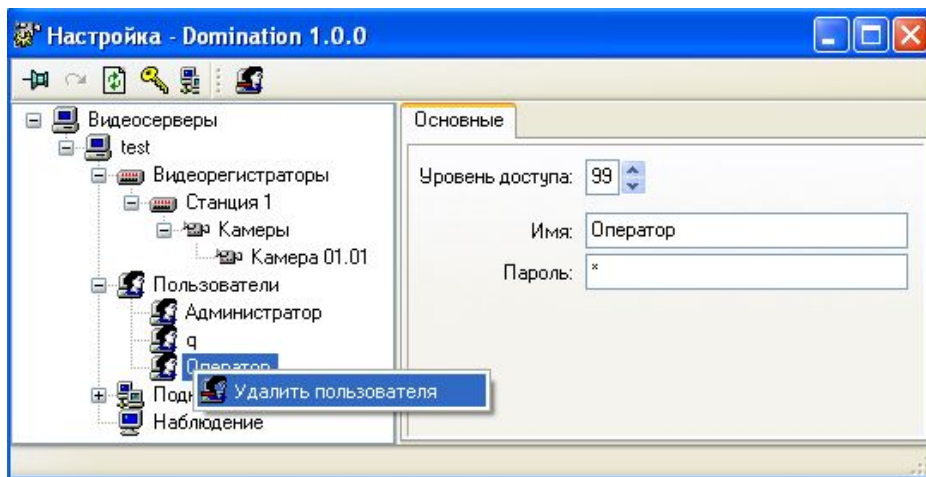 Настройка - Domination 1.0.0
Видеосерверы
test
Видеорегистраторы
Станция 1
Камеры
Камера 01.01
Пользователи
Администратор
q
Оператор
Удалить пользователя
Наблюдение
Основные
Уровень доступа: 99
Имя: Оператор
Пароль: *